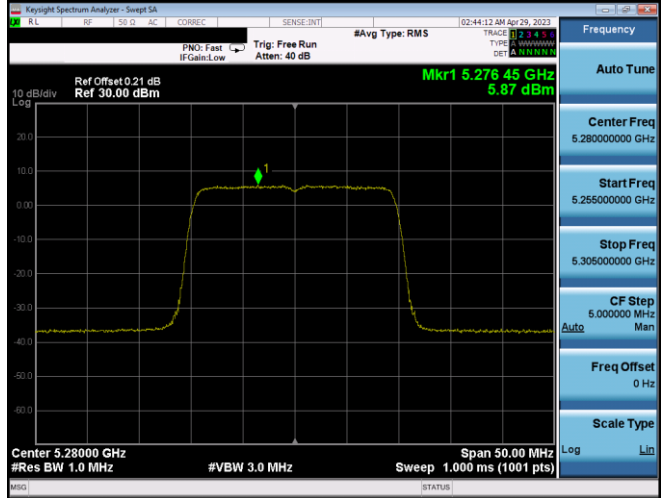 Keysight Spectrum Analyzer - Swept SA
RL RF 50 Ω AC CORREC SENSE:INT 02:44:12 AM Apr 29, 2023
#Avg Type: RMS
TRACE 1 2 3 4 5 6
TYPE A WWWWW
DET A N N N N N
PNO: Fast
IFGain:Low
Trig: Free Run
Atten: 40 dB
Frequency
Mkr1 5.276 45 GHz
5.87 dBm
Ref Offset 0.21 dB
Ref 30.00 dBm
10 dB/div
Log
20.0
10.0
0.00
-10.0
-20.0
-30.0
-40.0
-50.0
-60.0
1
Center 5.28000 GHz
#Res BW 1.0 MHz
#VBW 3.0 MHz
Span 50.00 MHz
Sweep 1.000 ms (1001 pts)
Auto Tune
Center Freq
5.280000000 GHz
Start Freq
5.255000000 GHz
Stop Freq
5.305000000 GHz
CF Step
5.000000 MHz
Auto Man
Freq Offset
0 Hz
Scale Type
Log Lin
MSG STATUS